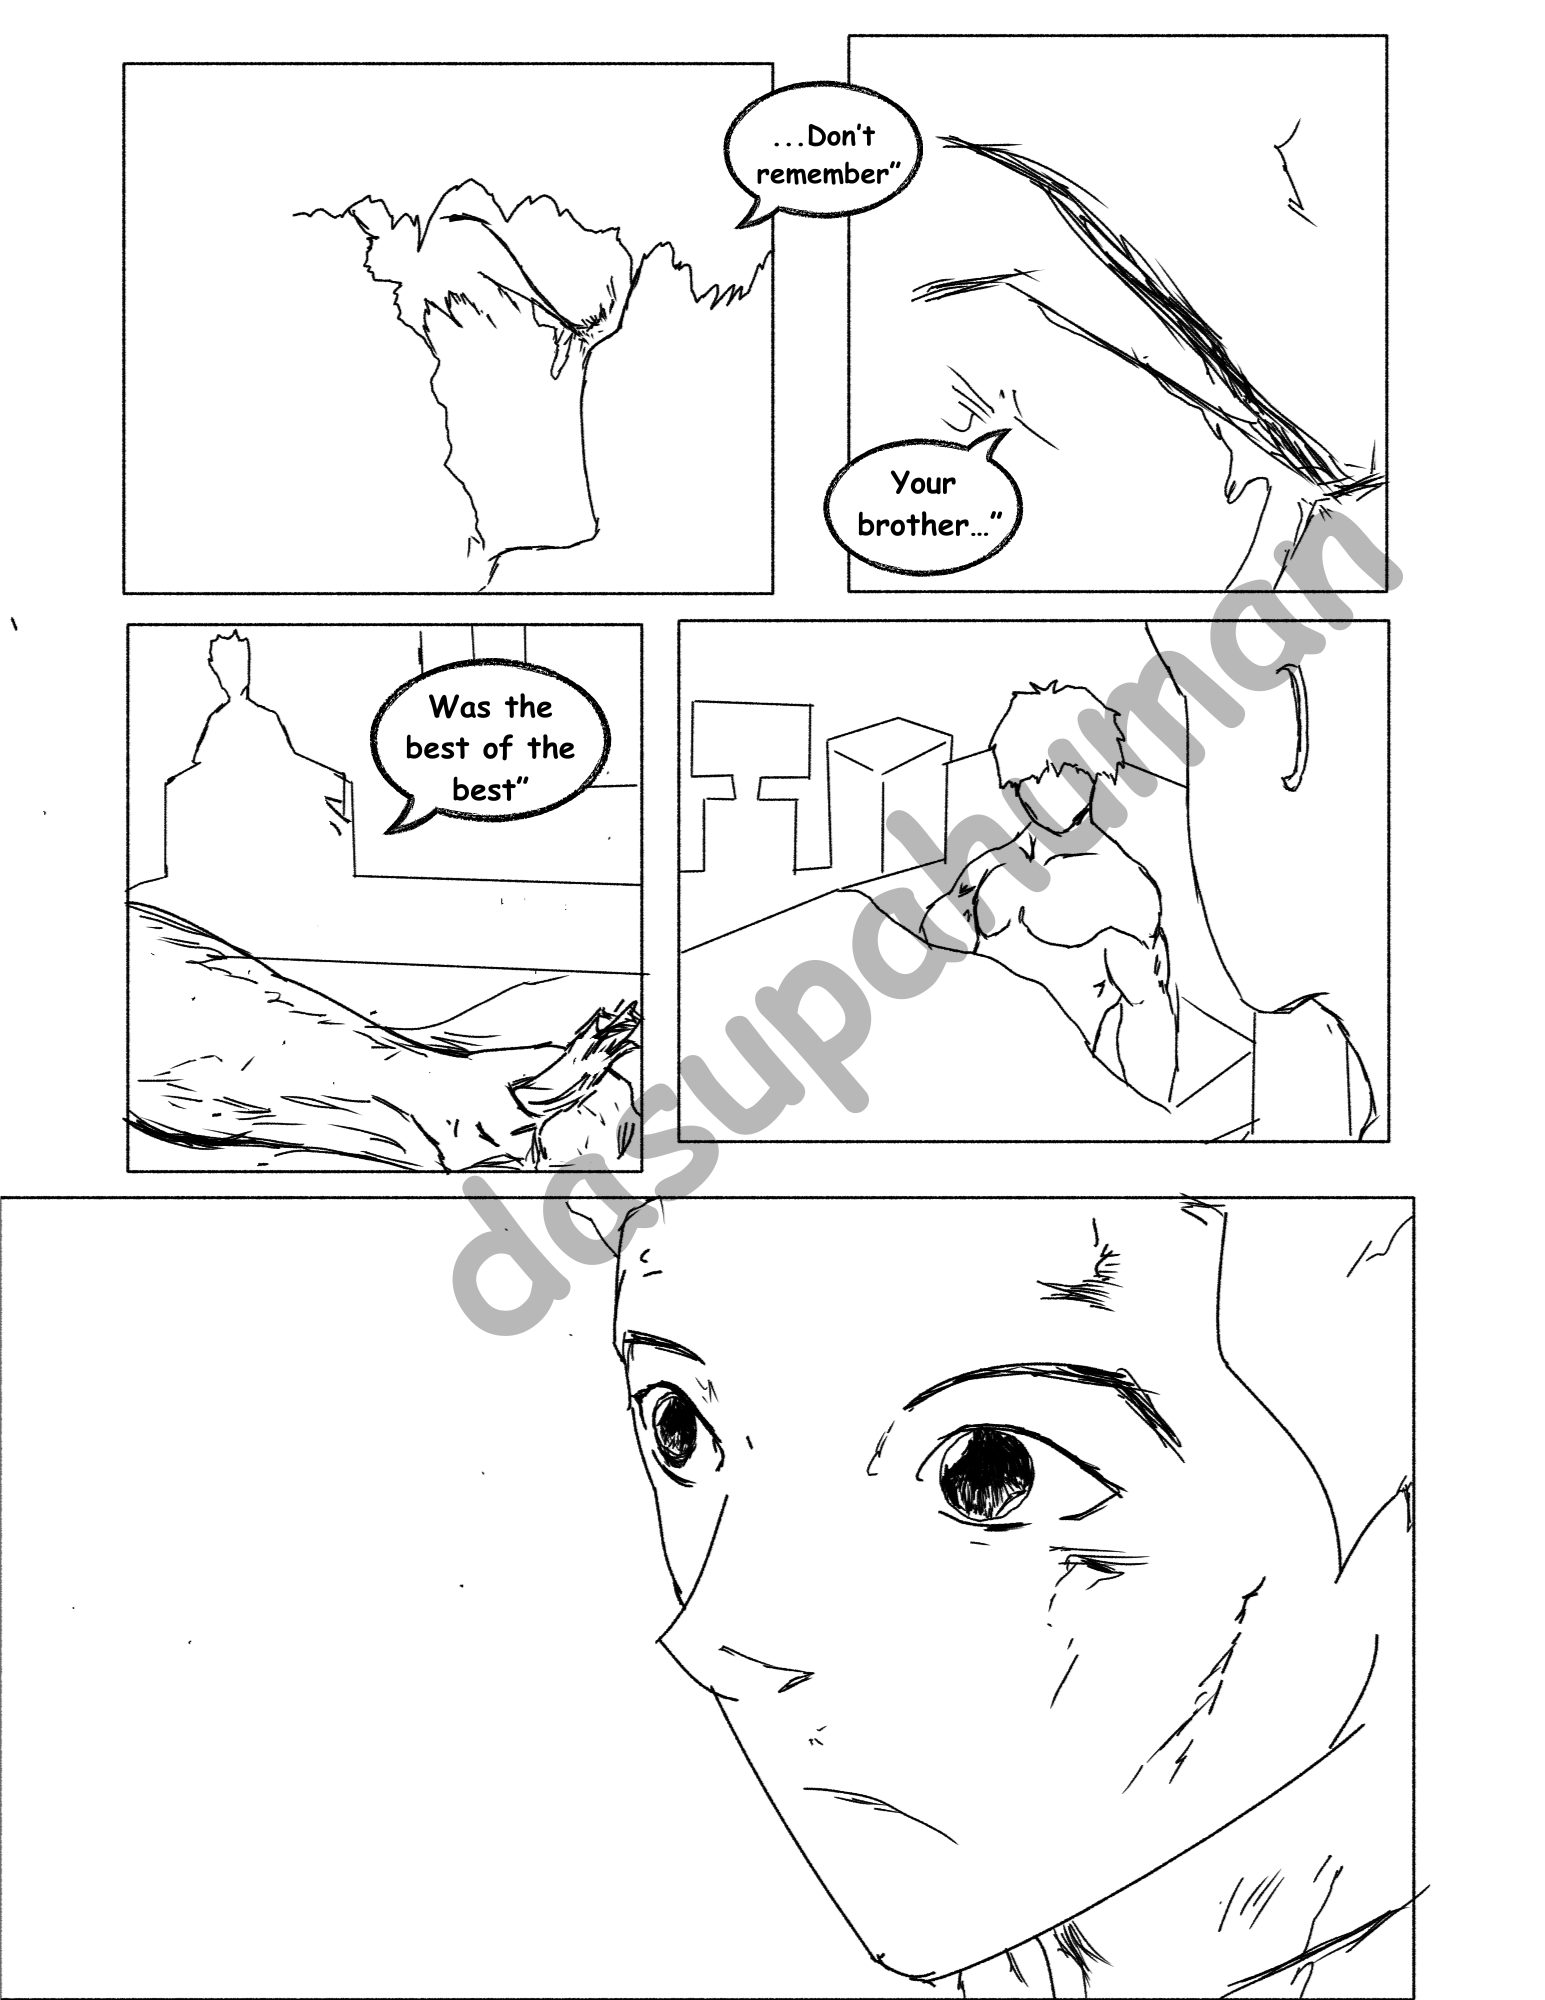 ...Don't
remember”
Your
brother...”
Was the
best of the
best”
dasupahuman